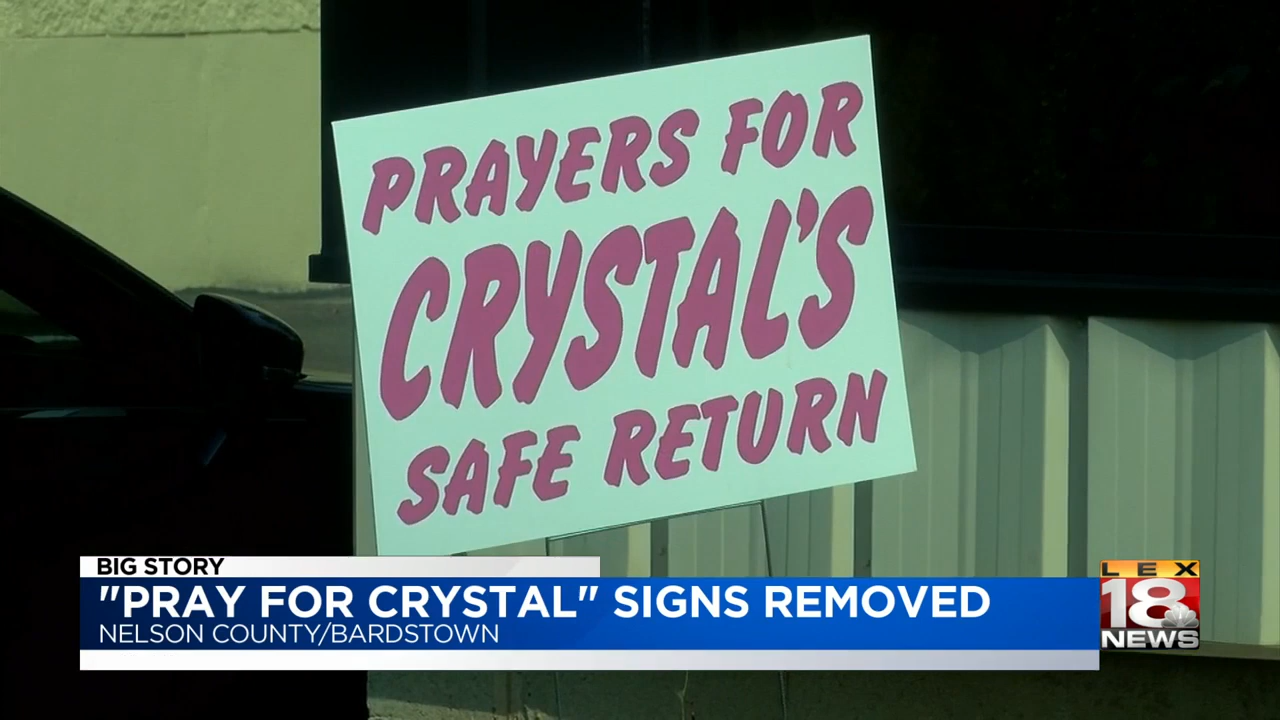 PRAYERS FOR
CRYSTAL'S
SAFE RETURN
BIG STORY
"PRAY FOR CRYSTAL" SIGNS REMOVED
NELSON COUNTY/BARDSTOWN
LEX
18
NEWS